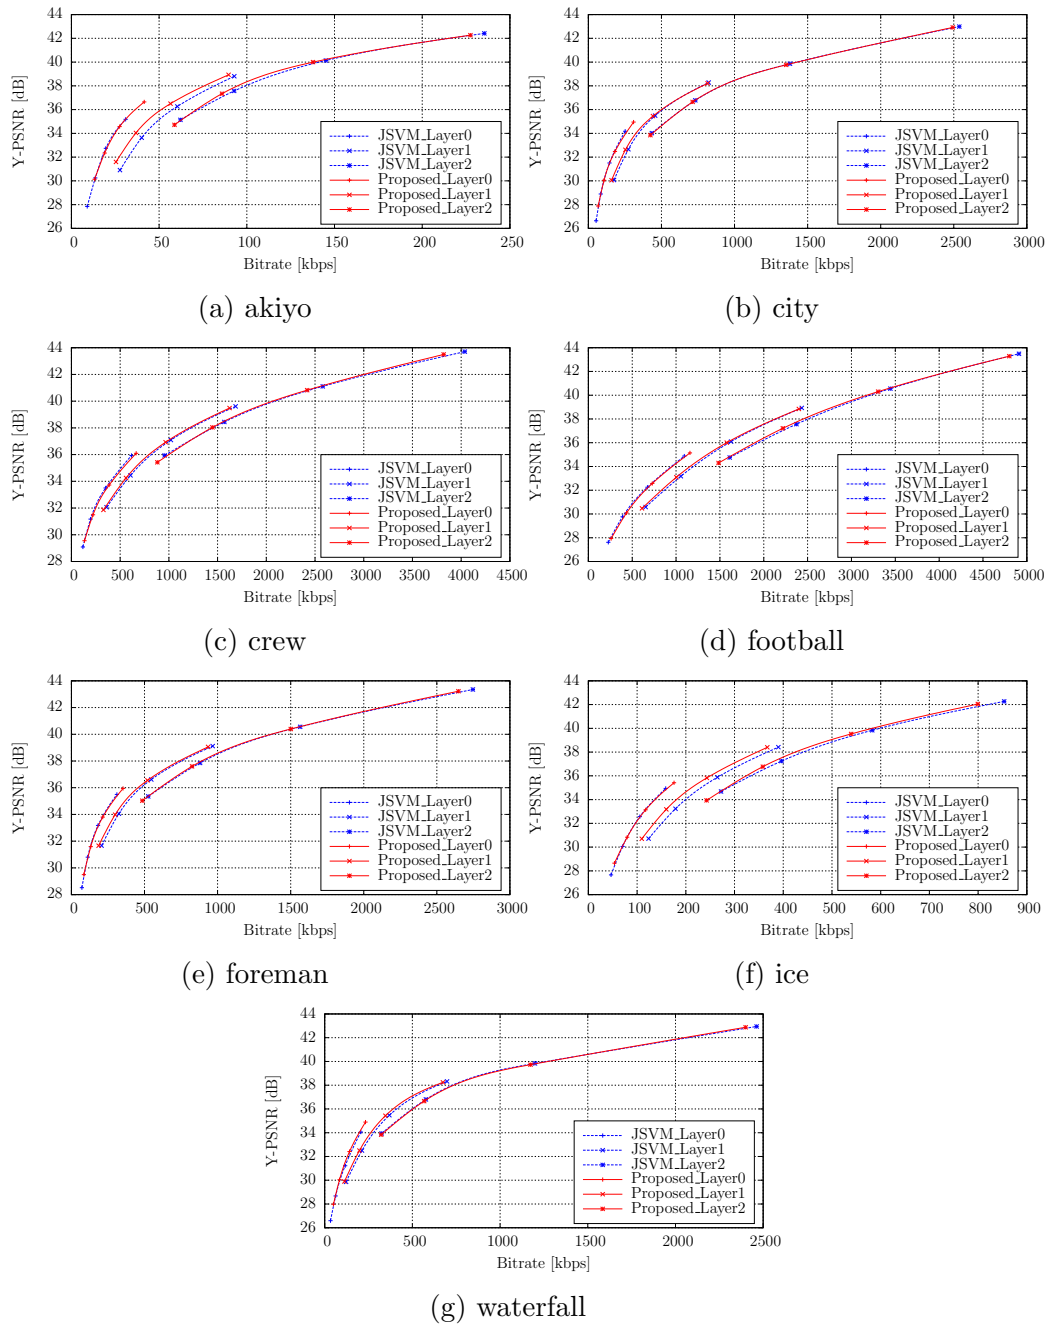 44
42
40
38
36
34
32
30
28
26
Y-PSNR [dB]
JSVM_Layer0
JSVM_Layer1
JSVM_Layer2
Proposed_Layer0
Proposed_Layer1
Proposed_Layer2
0 50 100 150 200 250
Bitrate [kbps]
(a) akiyo
44
42
40
38
36
34
32
30
28
26
Y-PSNR [dB]
JSVM_Layer0
JSVM_Layer1
JSVM_Layer2
Proposed_Layer0
Proposed_Layer1
Proposed_Layer2
0 500 1000 1500 2000 2500 3000
Bitrate [kbps]
(b) city
44
42
40
38
36
34
32
30
28
Y-PSNR [dB]
JSVM_Layer0
JSVM_Layer1
JSVM_Layer2
Proposed_Layer0
Proposed_Layer1
Proposed_Layer2
0 500 1000 1500 2000 2500 3000 3500 4000 4500
Bitrate [kbps]
(c) crew
44
42
40
38
36
34
32
30
28
26
Y-PSNR [dB]
JSVM_Layer0
JSVM_Layer1
JSVM_Layer2
Proposed_Layer0
Proposed_Layer1
Proposed_Layer2
0 500 1000 1500 2000 2500 3000 3500 4000 4500 5000
Bitrate [kbps]
(d) football
44
42
40
38
36
34
32
30
28
Y-PSNR [dB]
JSVM_Layer0
JSVM_Layer1
JSVM_Layer2
Proposed_Layer0
Proposed_Layer1
Proposed_Layer2
0 500 1000 1500 2000 2500 3000
Bitrate [kbps]
(e) foreman
44
42
40
38
36
34
32
30
28
26
Y-PSNR [dB]
JSVM_Layer0
JSVM_Layer1
JSVM_Layer2
Proposed_Layer0
Proposed_Layer1
Proposed_Layer2
0 100 200 300 400 500 600 700 800 900
Bitrate [kbps]
(f) ice
44
42
40
38
36
34
32
30
28
26
Y-PSNR [dB]
JSVM_Layer0
JSVM_Layer1
JSVM_Layer2
Proposed_Layer0
Proposed_Layer1
Proposed_Layer2
0 500 1000 1500 2000 2500
Bitrate [kbps]
(g) waterfall